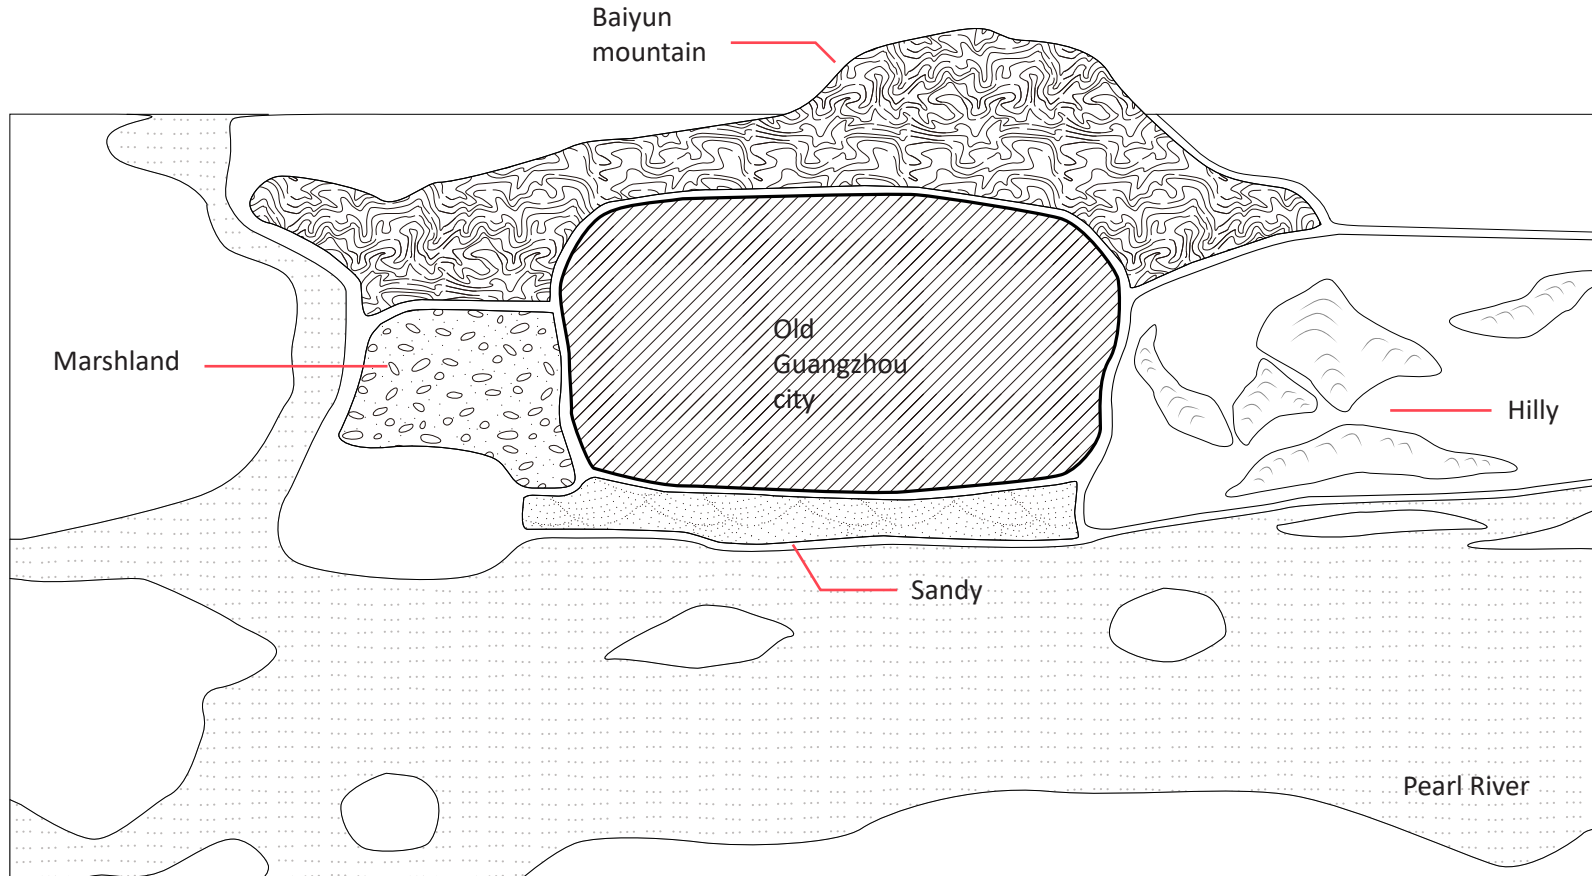 Baiyun
mountain
Old
Guangzhou
city
Marshland
Hilly
Sandy
Pearl River